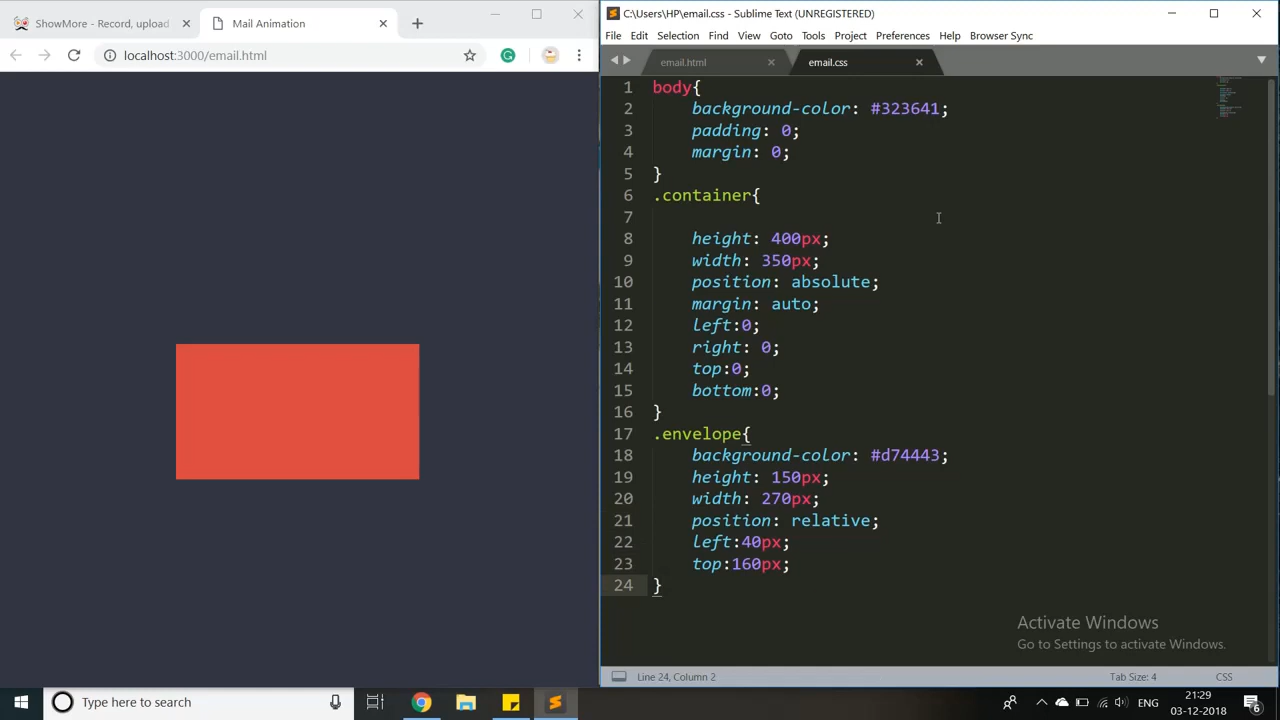 ShowMore - Record, upload
Mail Animation
localhost:3000/email.html
C:\Users\HP\email.css - Sublime Text (UNREGISTERED)
File Edit Selection Find View Goto Tools Project Preferences Help Browser Sync
email.html
email.css
1 body{
2 background-color: #323641;
3 padding: 0;
4 margin: 0;
5 }
6 .container{
7
8 height: 400px;
9 width: 350px;
10 position: absolute;
11 margin: auto;
12 left:0;
13 right: 0;
14 top:0;
15 bottom:0;
16 }
17 .envelope{
18 background-color: #d74443;
19 height: 150px;
20 width: 270px;
21 position: relative;
22 left:40px;
23 top:160px;
24 }
Activate Windows
Go to Settings to activate Windows.
Line 24, Column 2
Tab Size: 4
CSS
Type here to search
ENG
21:29
03-12-2018
6